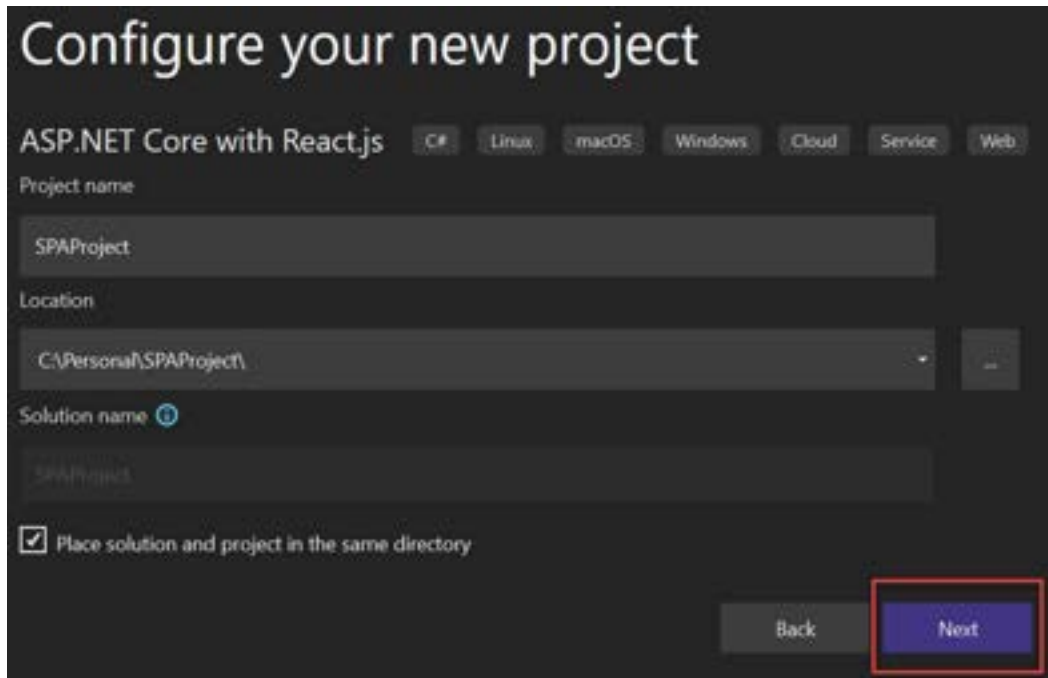 Configure your new project
ASP.NET Core with React.js C# Linux macOS Windows Cloud Service Web
Project name
SPAProject
Location
C:\Personal\SPAProject\
...
Solution name
SPAProject
Place solution and project in the same directory
Back Next